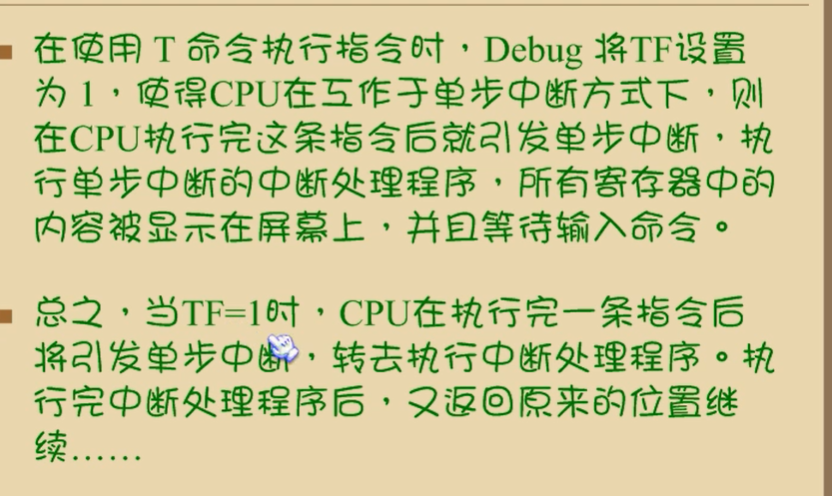 在使用 T 命令执行指令时，Debug 将TF设置
为 1，使得CPU在工作于单步中断方式下，则
在CPU执行完这条指令后就引发单步中断，执
行单步中断的中断处理程序，所有寄存器中的
内容被显示在屏幕上，并且等待输入命令。
总之，当TF=1时，CPU在执行完一条指令后
将引发单步中断，转去执行中断处理程序。执
行完中断处理程序后，又返回原来的位置继
续……